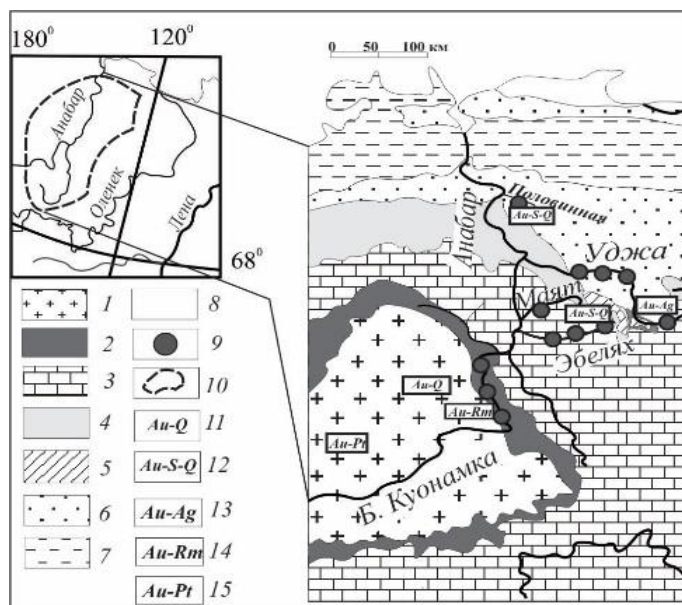 180⁰
120⁰
Анабар
Оленек
Лена
68⁰
0 50 100 км
Анабар
Половинная
Au-S-Q
Уджа
Маят
Au-S-Q
Au-Ag
Эбелях
Au-Q
Au-Rm
Au-Pt
Б. Куонамка
1
2
3
4
5
6
7
8
9
10
Au-Q 11
Au-S-Q 12
Au-Ag 13
Au-Rm 14
Au-Pt 15